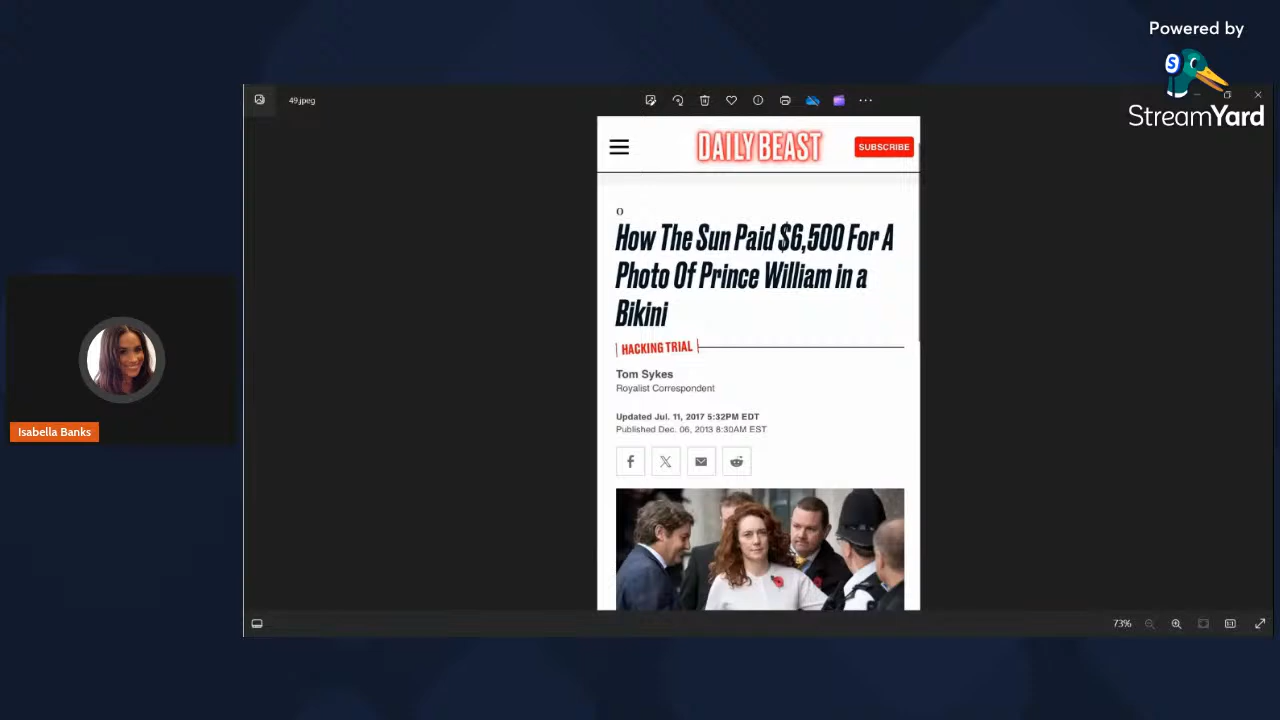 Powered by
StreamYard
49.jpeg
DAILY BEAST
SUBSCRIBE
o
How The Sun Paid $6,500 For A
Photo Of Prince William in a
Bikini
HACKING TRIAL
Tom Sykes
Royalist Correspondent
Updated Jul. 11, 2017 5:32PM EDT
Published Dec. 06, 2013 8:30AM EST
Isabella Banks
73%